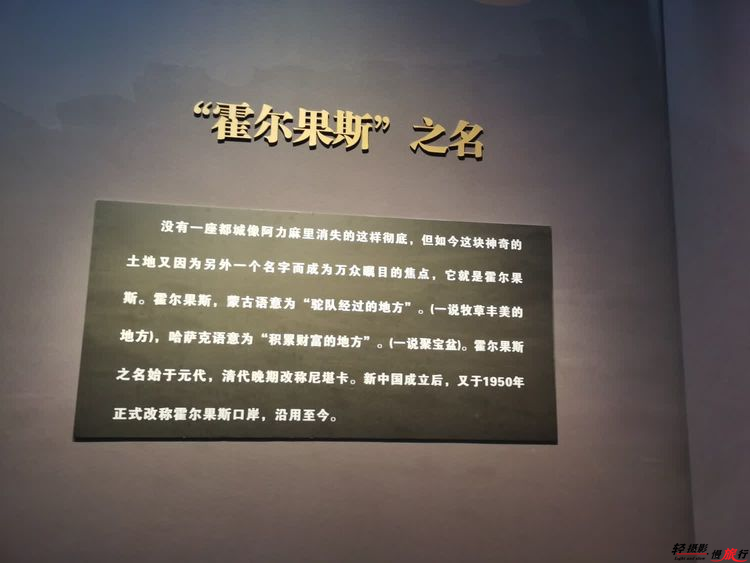 “霍尔果斯”之名
没有一座都城像阿力麻里消失的这样彻底，但如今这块神奇的
土地又因为另外一个名字而成为万众瞩目的焦点，它就是霍尔果
斯。霍尔果斯，蒙古语意为“驼队经过的地方”。(一说牧草丰美的
地方)，哈萨克语意为“积累财富的地方”。(一说聚宝盆)。霍尔果斯
之名始于元代，清代晚期改称尼堪卡。新中国成立后，又于1950年
正式改称霍尔果斯口岸，沿用至今。
轻摄影·慢旅行